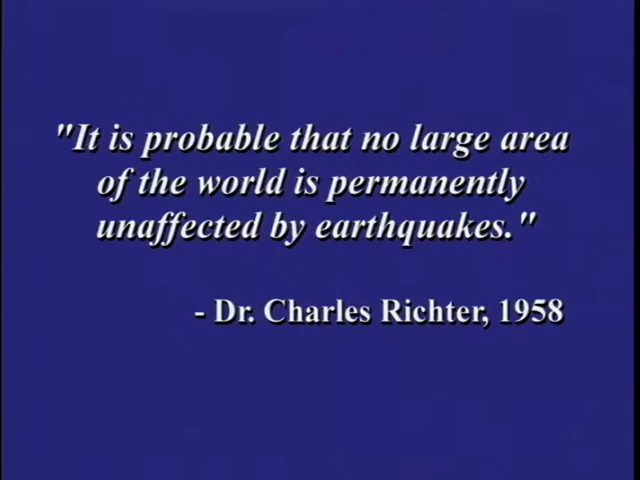 "It is probable that no large area
of the world is permanently
unaffected by earthquakes."
- Dr. Charles Richter, 1958